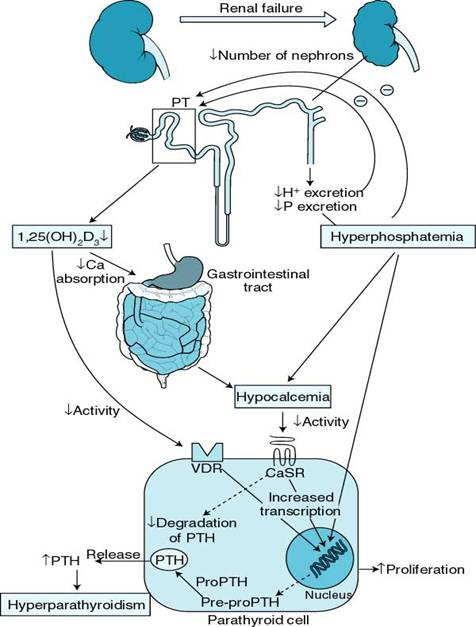 Renal failure
↓Number of nephrons
PT
⊖
⊖
↓H⁺ excretion
↓P excretion
1,25(OH)₂D₃↓
Hyperphosphatemia
↓Ca
absorption
Gastrointestinal
tract
Hypocalcemia
↓Activity
↓Activity
VDR
CaSR
Increased
transcription
↓Degradation
of PTH
↑PTH
Release
PTH
↑Proliferation
ProPTH
Pre-proPTH
Nucleus
Hyperparathyroidism
Parathyroid cell